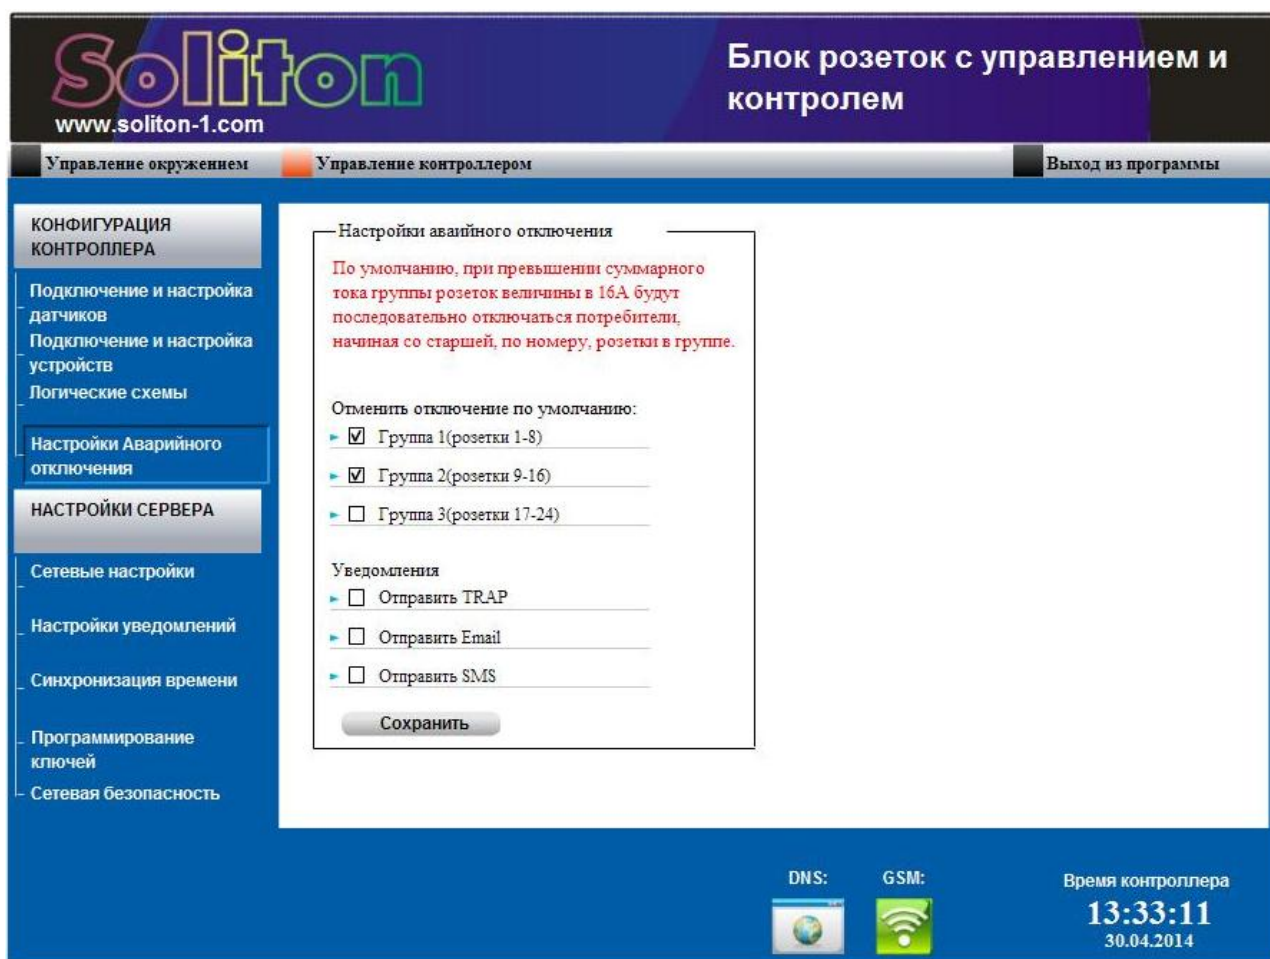 Soliton
www.soliton-1.com
Блок розеток с управлением и
контролем
Управление окружением
Управление контроллером
Выход из программы
КОНФИГУРАЦИЯ
КОНТРОЛЛЕРА
Подключение и настройка
датчиков
Подключение и настройка
устройств
Логические схемы
Настройки Аварийного
отключения
НАСТРОЙКИ СЕРВЕРА
Сетевые настройки
Настройки уведомлений
Синхронизация времени
Программирование
ключей
Сетевая безопасность
Настройки аваийного отключения
По умолчанию, при превышении суммарного
тока группы розеток величины в 16А будут
последовательно отключаться потребители,
начиная со старшей, по номеру, розетки в группе.
Отменить отключение по умолчанию:
Группа 1(розетки 1-8)
Группа 2(розетки 9-16)
Группа 3(розетки 17-24)
Уведомления
Отправить TRAP
Отправить Email
Отправить SMS
Сохранить
DNS:
GSM:
Время контроллера
13:33:11
30.04.2014